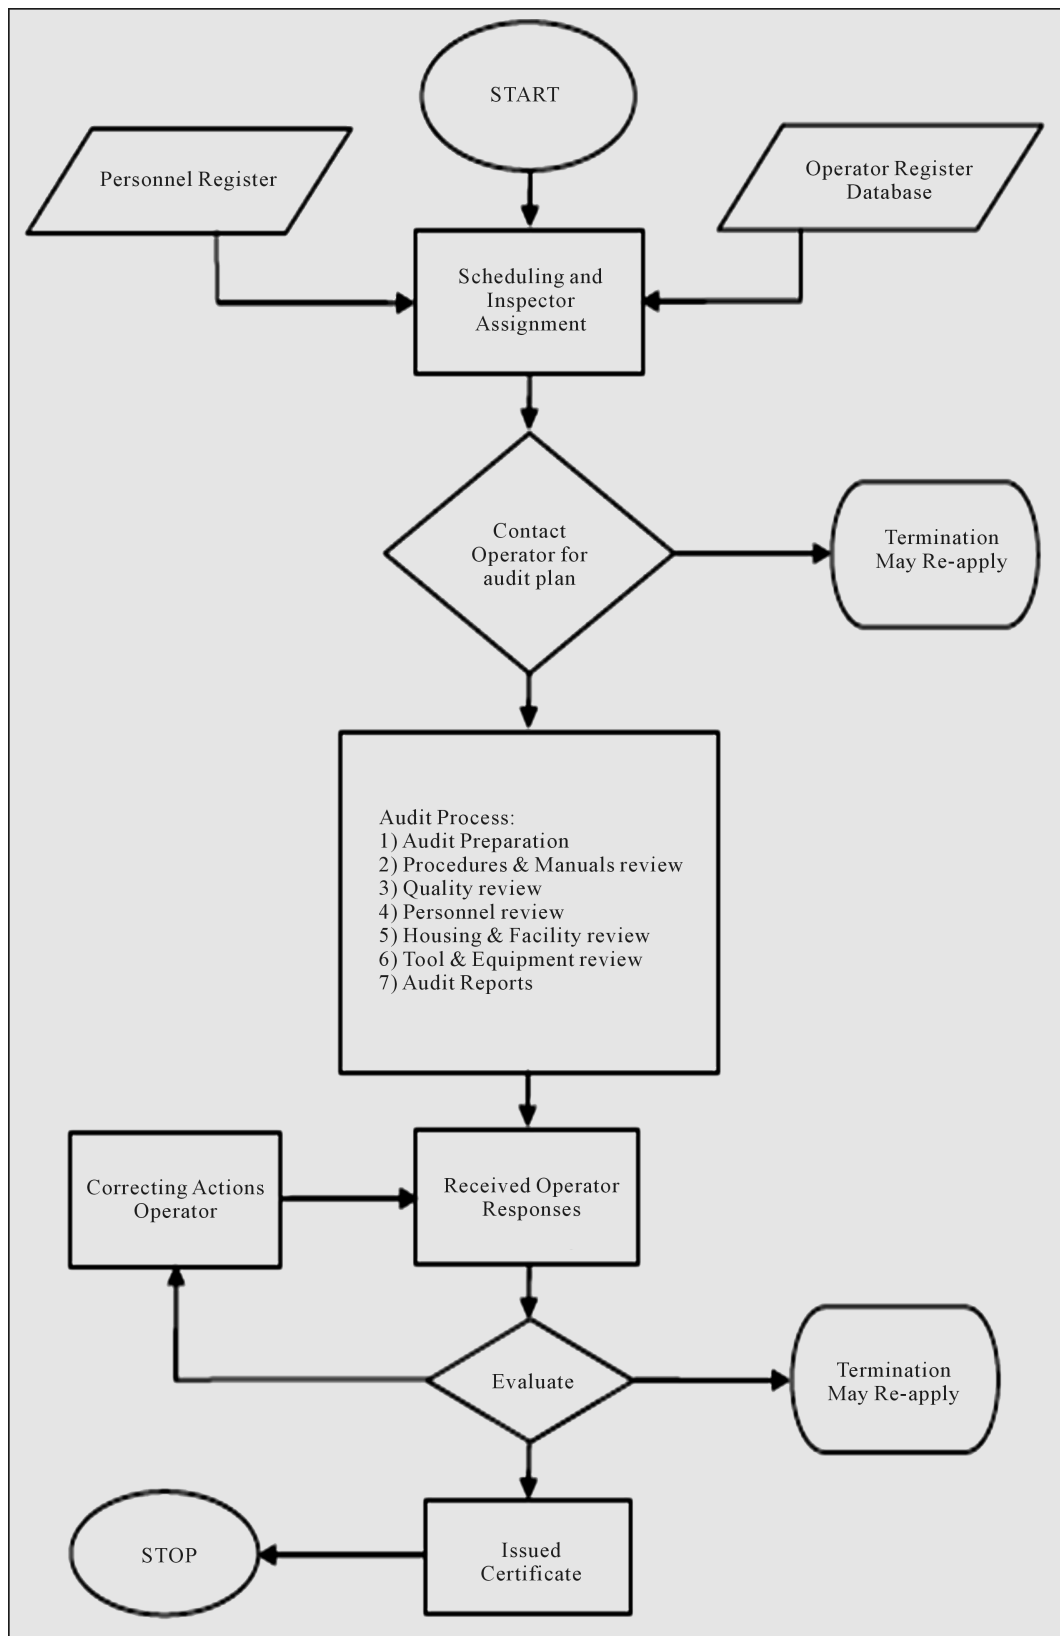 START
Personnel Register
Operator Register
Database
Scheduling and
Inspector
Assignment
Contact
Operator for
audit plan
Termination
May Re-apply
Audit Process:
1) Audit Preparation
2) Procedures & Manuals review
3) Quality review
4) Personnel review
5) Housing & Facility review
6) Tool & Equipment review
7) Audit Reports
Correcting Actions
Operator
Received Operator
Responses
Evaluate
Termination
May Re-apply
STOP
Issued
Certificate